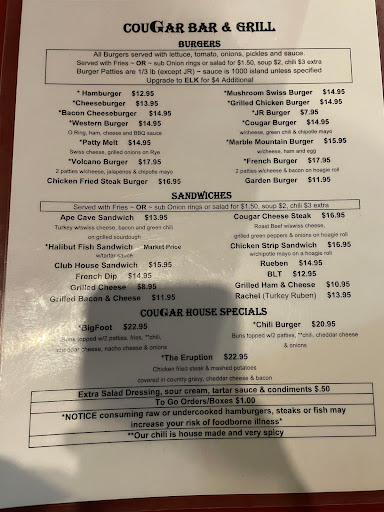 COUGAR BAR & GRILL
BURGERS
All Burgers served with lettuce, tomato, onions, pickles and sauce.
Served with Fries ~ OR ~ sub Onion rings or salad for $1.50, soup $2, chili $3 extra
Burger Patties are 1/3 lb (except JR) ~ sauce is 1000 island unless specified
Upgrade to ELK for $4 Additional
* Hamburger $12.95
*Mushroom Swiss Burger $14.95
*Cheeseburger $13.95
*Grilled Chicken Burger $14.95
*Bacon Cheeseburger $14.95
*JR Burger $7.95
*Western Burger $14.95
*Cougar Burger $14.95
O.Ring, ham, cheese and BBQ sauce
w/cheese, green chili & chipotle mayo
*Patty Melt $14.95
*Marble Mountain Burger $15.95
Swiss cheese, grilled onions on Rye
w/cheese, ham and egg
*Volcano Burger $17.95
*French Burger $17.95
2 patties w/cheese, jalapenos & chipotle mayo
2 patties w/cheese & bacon on hoagie roll
Chicken Fried Steak Burger $16.95
Garden Burger $11.95
SANDWICHES
Served with Fries ~ OR ~ sub Onion rings or salad for $1.50, soup $2, chili $3 extra
Ape Cave Sandwich $13.95
Cougar Cheese Steak $16.95
Turkey w/swiss cheese, bacon and green chili
Roast Beef w/swiss cheese,
on grilled sourdough
grilled green peppers & onions on hoagie roll
*Halibut Fish Sandwich Market Price
Chicken Strip Sandwich $16.95
w/tartar sauce
w/chipotle mayo on a hoagie roll
Club House Sandwich $15.95
Rueben $14.95
French Dip $14.95
BLT $12.95
Grilled Cheese $8.95
Grilled Ham & Cheese $10.95
Grilled Bacon & Cheese $11.95
Rachel (Turkey Ruben) $13.95
COUGAR HOUSE SPECIALS
*BigFoot $22.95
*Chili Burger $20.95
Buns topped w/2 patties, fries, **chili,
Buns topped w/2 patties, **chili, cheddar cheese
cheddar cheese, nacho cheese & onions
& onions
*The Eruption $22.95
Chicken fried steak & mashed potatoes
covered in country gravy, cheddar cheese & bacon
Extra Salad Dressing, sour cream, tartar sauce & condiments $.50
To Go Orders/Boxes $1.00
*NOTICE consuming raw or undercooked hamburgers, steaks or fish may
increase your risk of foodborne illness*
**Our chili is house made and very spicy